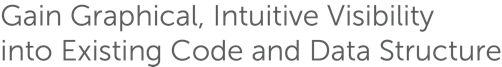 Gain Graphical, Intuitive Visibility
into Existing Code and Data Structure